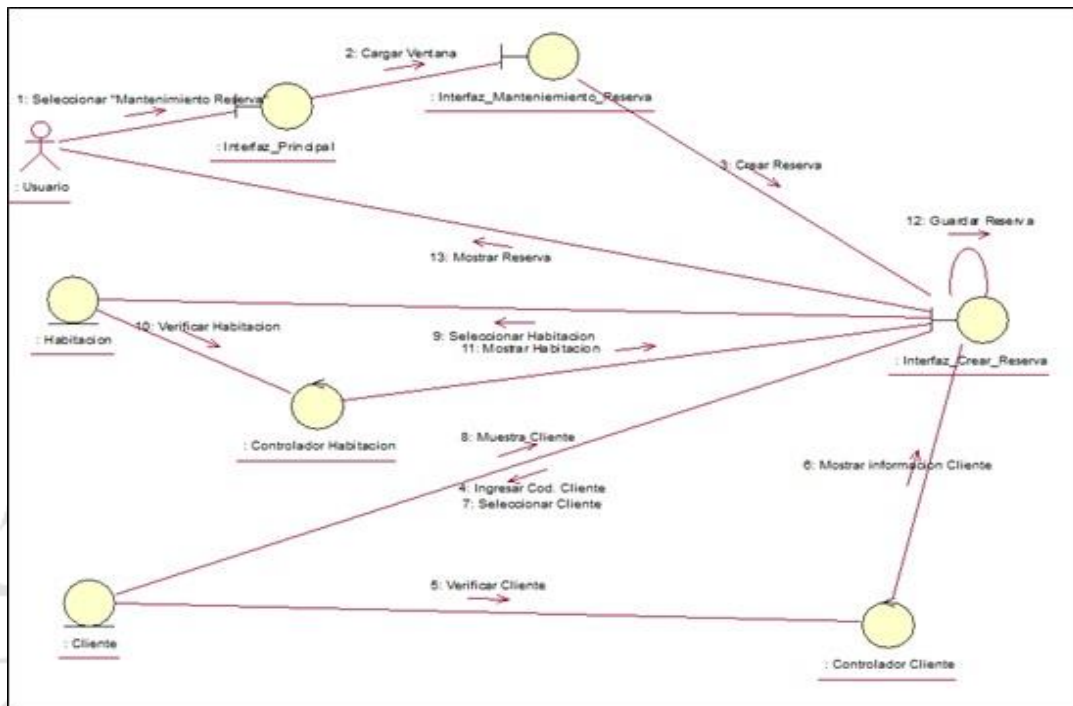 2: Cargar Ventana
: Interfaz_Manteniemiento_Reserva
1: Seleccionar "Mantenimiento Reserva"
: Interfaz_Principal
: Usuario
3: Crear Reserva
12: Guardar Reserva
13: Mostrar Reserva
10: Verificar Habitacion
: Habitacion
9: Seleccionar Habitacion
11: Mostrar Habitacion
: Interfaz_Crear_Reserva
: Controlador Habitacion
8: Muestra Cliente
6: Mostrar informacion Cliente
4: Ingresar Cod. Cliente
7: Seleccionar Cliente
5: Verificar Cliente
: Cliente
: Controlador Cliente